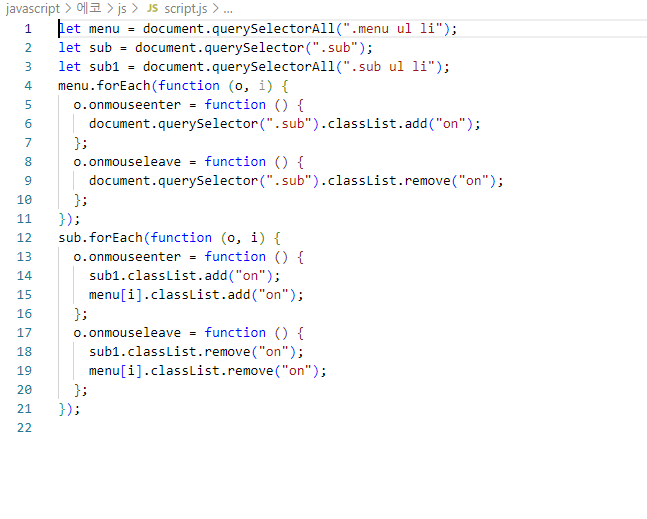 javascript > 에코 > js > JS script.js > ...
1 let menu = document.querySelectorAll(".menu ul li");
2 let sub = document.querySelector(".sub");
3 let sub1 = document.querySelectorAll(".sub ul li");
4 menu.forEach(function (o, i) {
5   o.onmouseenter = function () {
6     document.querySelector(".sub").classList.add("on");
7   };
8   o.onmouseleave = function () {
9     document.querySelector(".sub").classList.remove("on");
10   };
11 });
12 sub.forEach(function (o, i) {
13   o.onmouseenter = function () {
14     sub1.classList.add("on");
15     menu[i].classList.add("on");
16   };
17   o.onmouseleave = function () {
18     sub1.classList.remove("on");
19     menu[i].classList.remove("on");
20   };
21 });
22